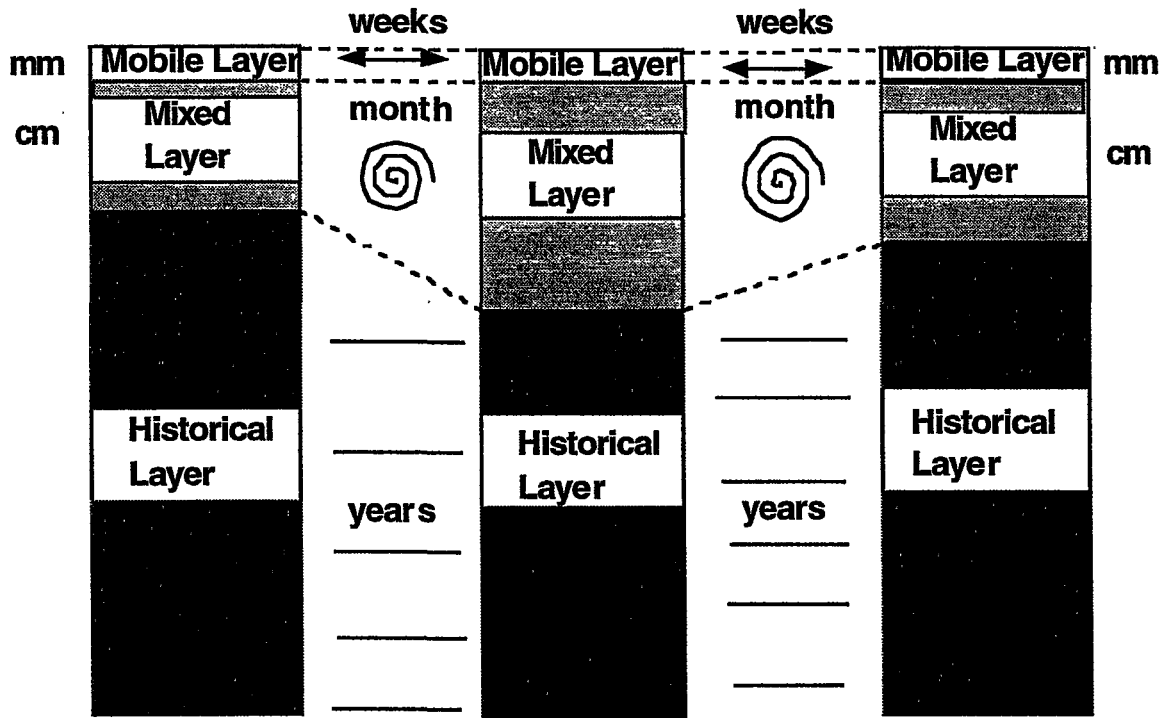 weeks
weeks
mm
Mobile Layer
Mobile Layer
Mobile Layer
mm
cm
Mixed
Layer
month
Mixed
Layer
month
Mixed
Layer
cm
Historical
Layer
Historical
Layer
Historical
Layer
years
years